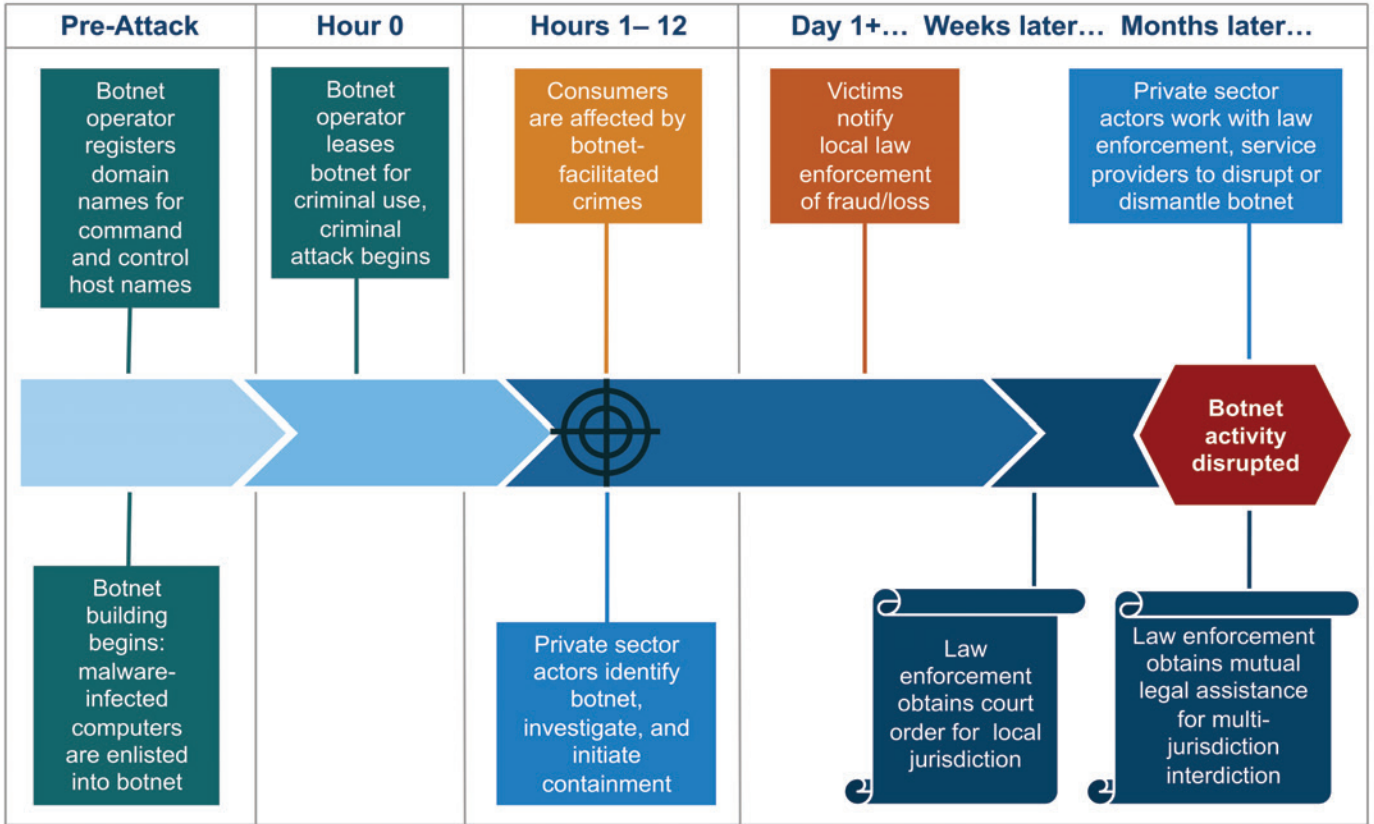 Pre-Attack
Hour 0
Hours 1– 12
Day 1+... Weeks later... Months later...
Botnet
operator
registers
domain
names for
command
and control
host names
Botnet
operator
leases
botnet for
criminal use,
criminal
attack begins
Consumers
are affected by
botnet-
facilitated
crimes
Victims
notify
local law
enforcement
of fraud/loss
Private sector
actors work with law
enforcement, service
providers to disrupt or
dismantle botnet
Botnet
activity
disrupted
Botnet
building
begins:
malware-
infected
computers
are enlisted
into botnet
Private sector
actors identify
botnet,
investigate, and
initiate
containment
Law
enforcement
obtains court
order for local
jurisdiction
Law enforcement
obtains mutual
legal assistance
for multi-
jurisdiction
interdiction